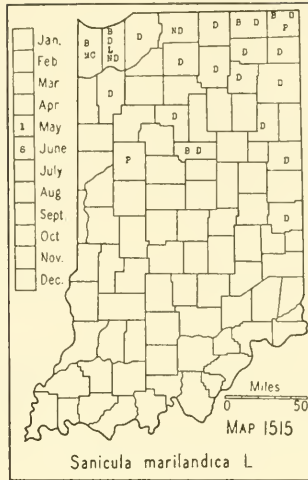 Jan.
Feb
Mar
Apr
1 May
6 June
July
Aug
Sept.
Oct
Nov.
Dec.
B
MC
B
D
L
ND
D
ND
D
D
B D
B D
P
D
D
B D
D
D
D
D
D
P
B D
D
D
Miles
0 50
MAP 1515
Sanicula marilandica L